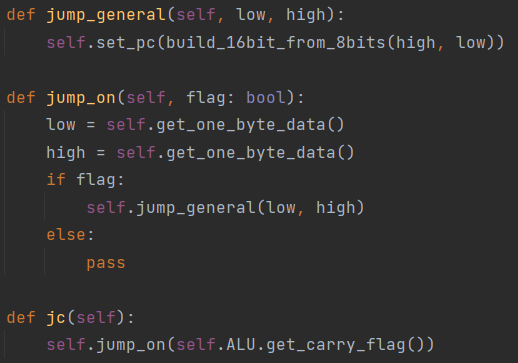 def jump_general(self, low, high):
    self.set_pc(build_16bit_from_8bits(high, low))

def jump_on(self, flag: bool):
    low = self.get_one_byte_data()
    high = self.get_one_byte_data()
    if flag:
        self.jump_general(low, high)
    else:
        pass

def jc(self):
    self.jump_on(self.ALU.get_carry_flag())